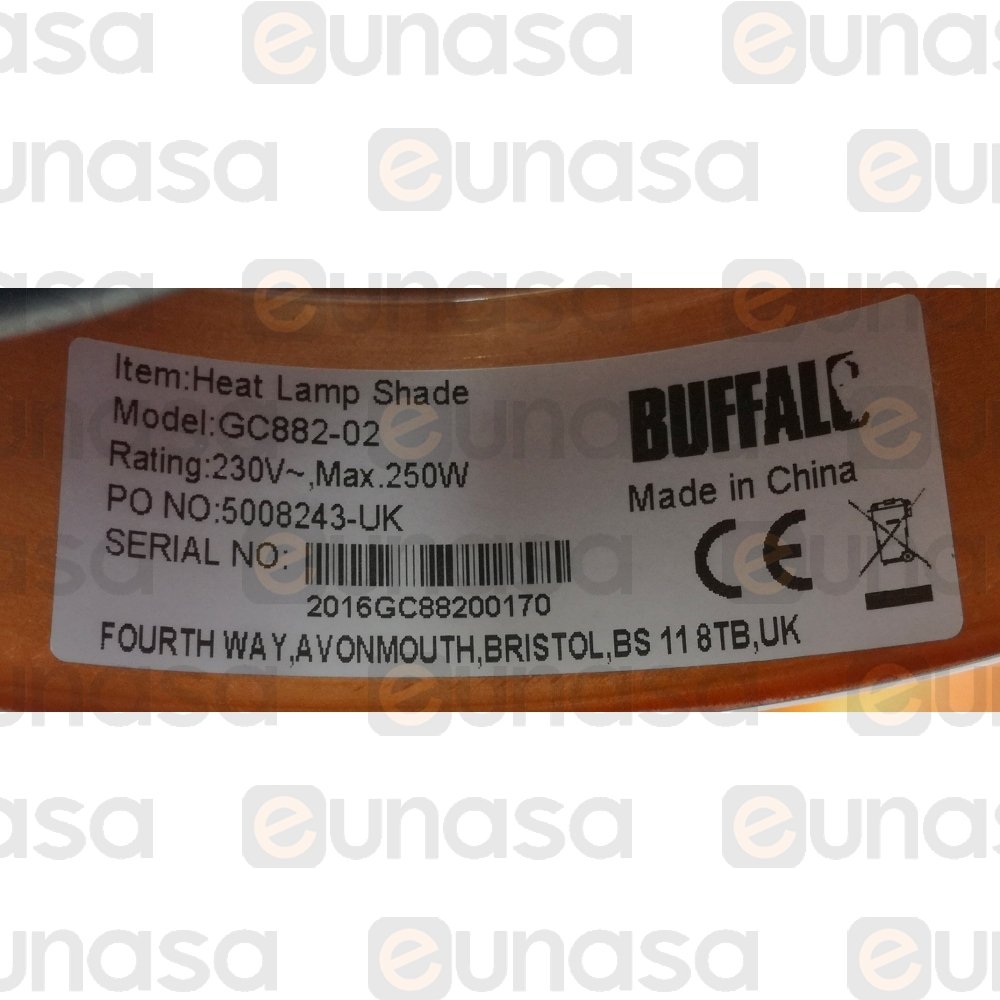 eunasa
Item:Heat Lamp Shade
Model:GC882-02
Rating:230V~,Max.250W
PO NO:5008243-UK
SERIAL NO:
2016GC88200170
FOURTH WAY,AVONMOUTH,BRISTOL,BS 11 8TB,UK
BUFFALO
Made in China
CE